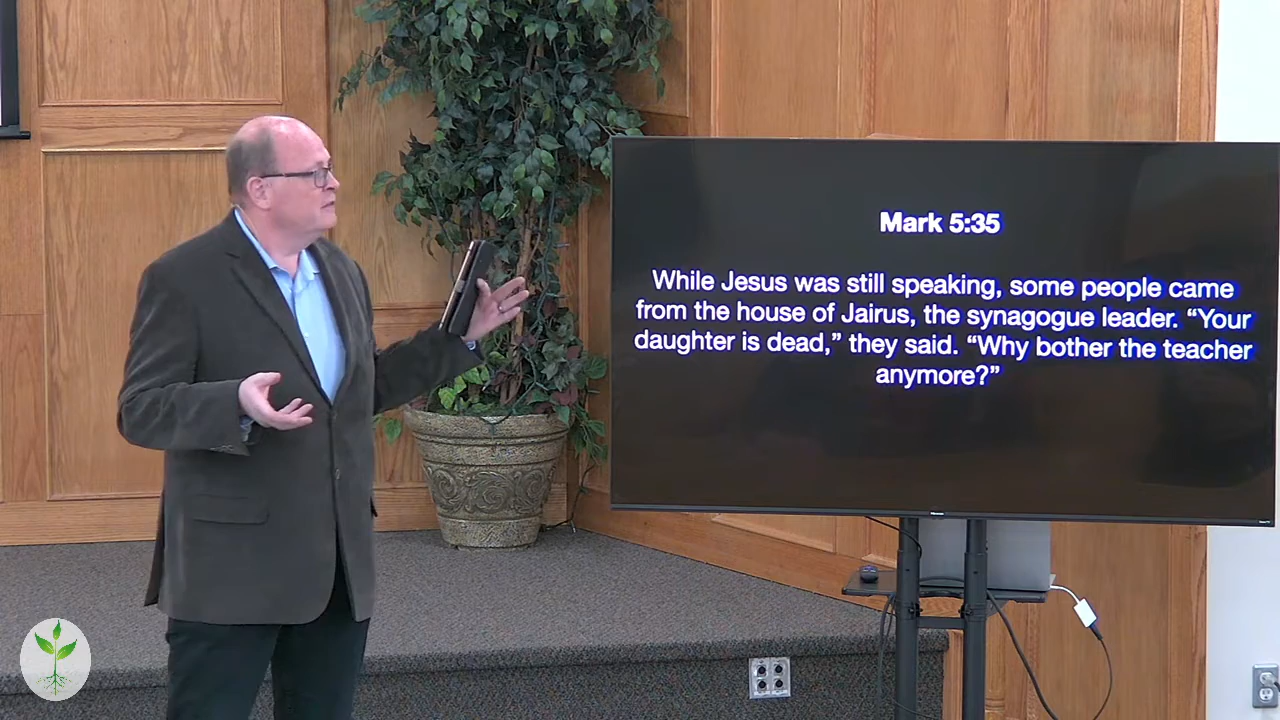 Mark 5:35
While Jesus was still speaking, some people came
from the house of Jairus, the synagogue leader. “Your
daughter is dead,” they said. “Why bother the teacher
anymore?”